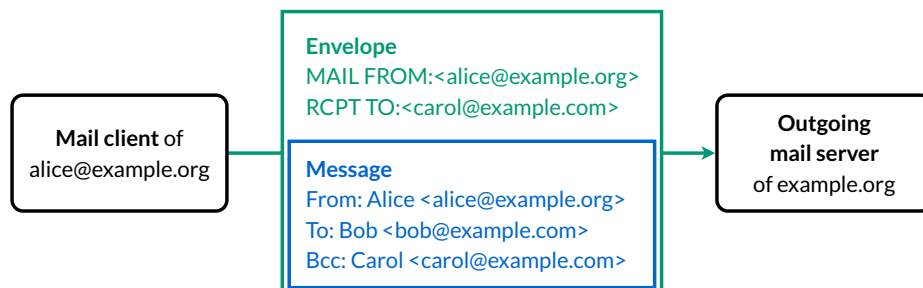 Mail client of
alice@example.org
Envelope
MAIL FROM:<alice@example.org>
RCPT TO:<carol@example.com>
Message
From: Alice <alice@example.org>
To: Bob <bob@example.com>
Bcc: Carol <carol@example.com>
Outgoing
mail server
of example.org